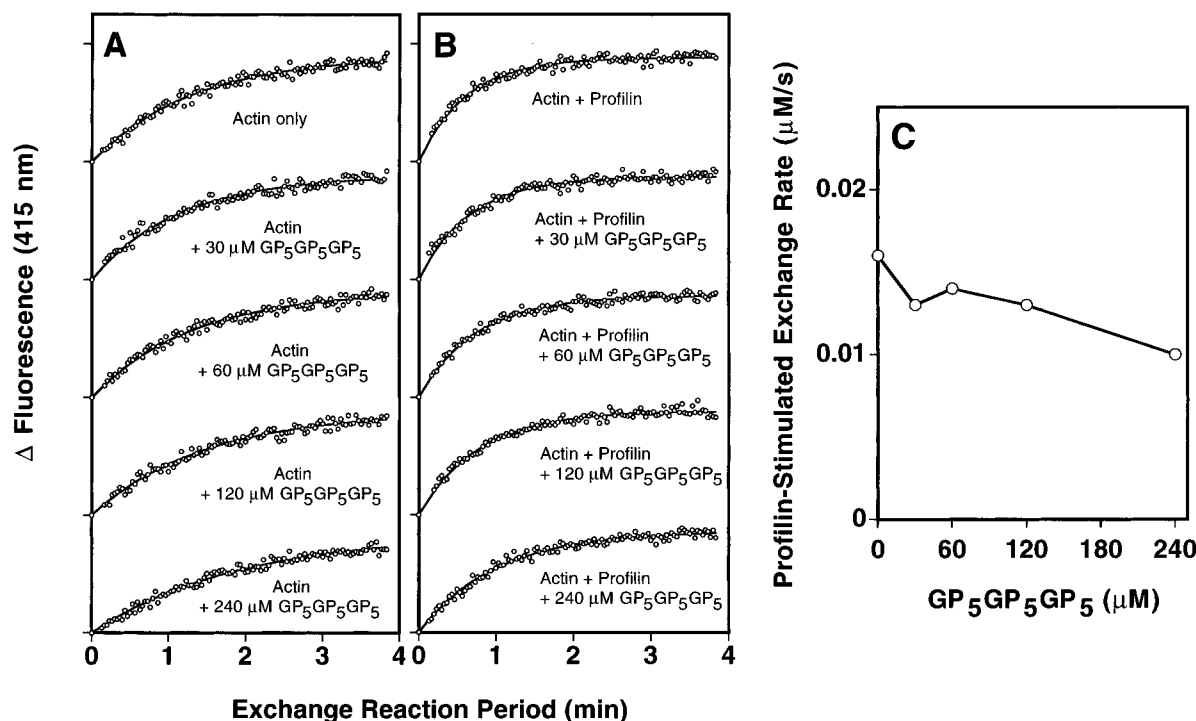 A
B
C
Δ Fluorescence (415 nm)
Actin only
Actin
+ 30 μM GP5GP5GP5
Actin
+ 60 μM GP5GP5GP5
Actin
+ 120 μM GP5GP5GP5
Actin
+ 240 μM GP5GP5GP5
0 1 2 3 4
Actin + Profilin
Actin + Profilin
+ 30 μM GP5GP5GP5
Actin + Profilin
+ 60 μM GP5GP5GP5
Actin + Profilin
+ 120 μM GP5GP5GP5
Actin + Profilin
+ 240 μM GP5GP5GP5
0 1 2 3 4
Exchange Reaction Period (min)
Profilin-Stimulated Exchange Rate (μM/s)
0.02
0.01
0
0 60 120 180 240
GP5GP5GP5 (μM)